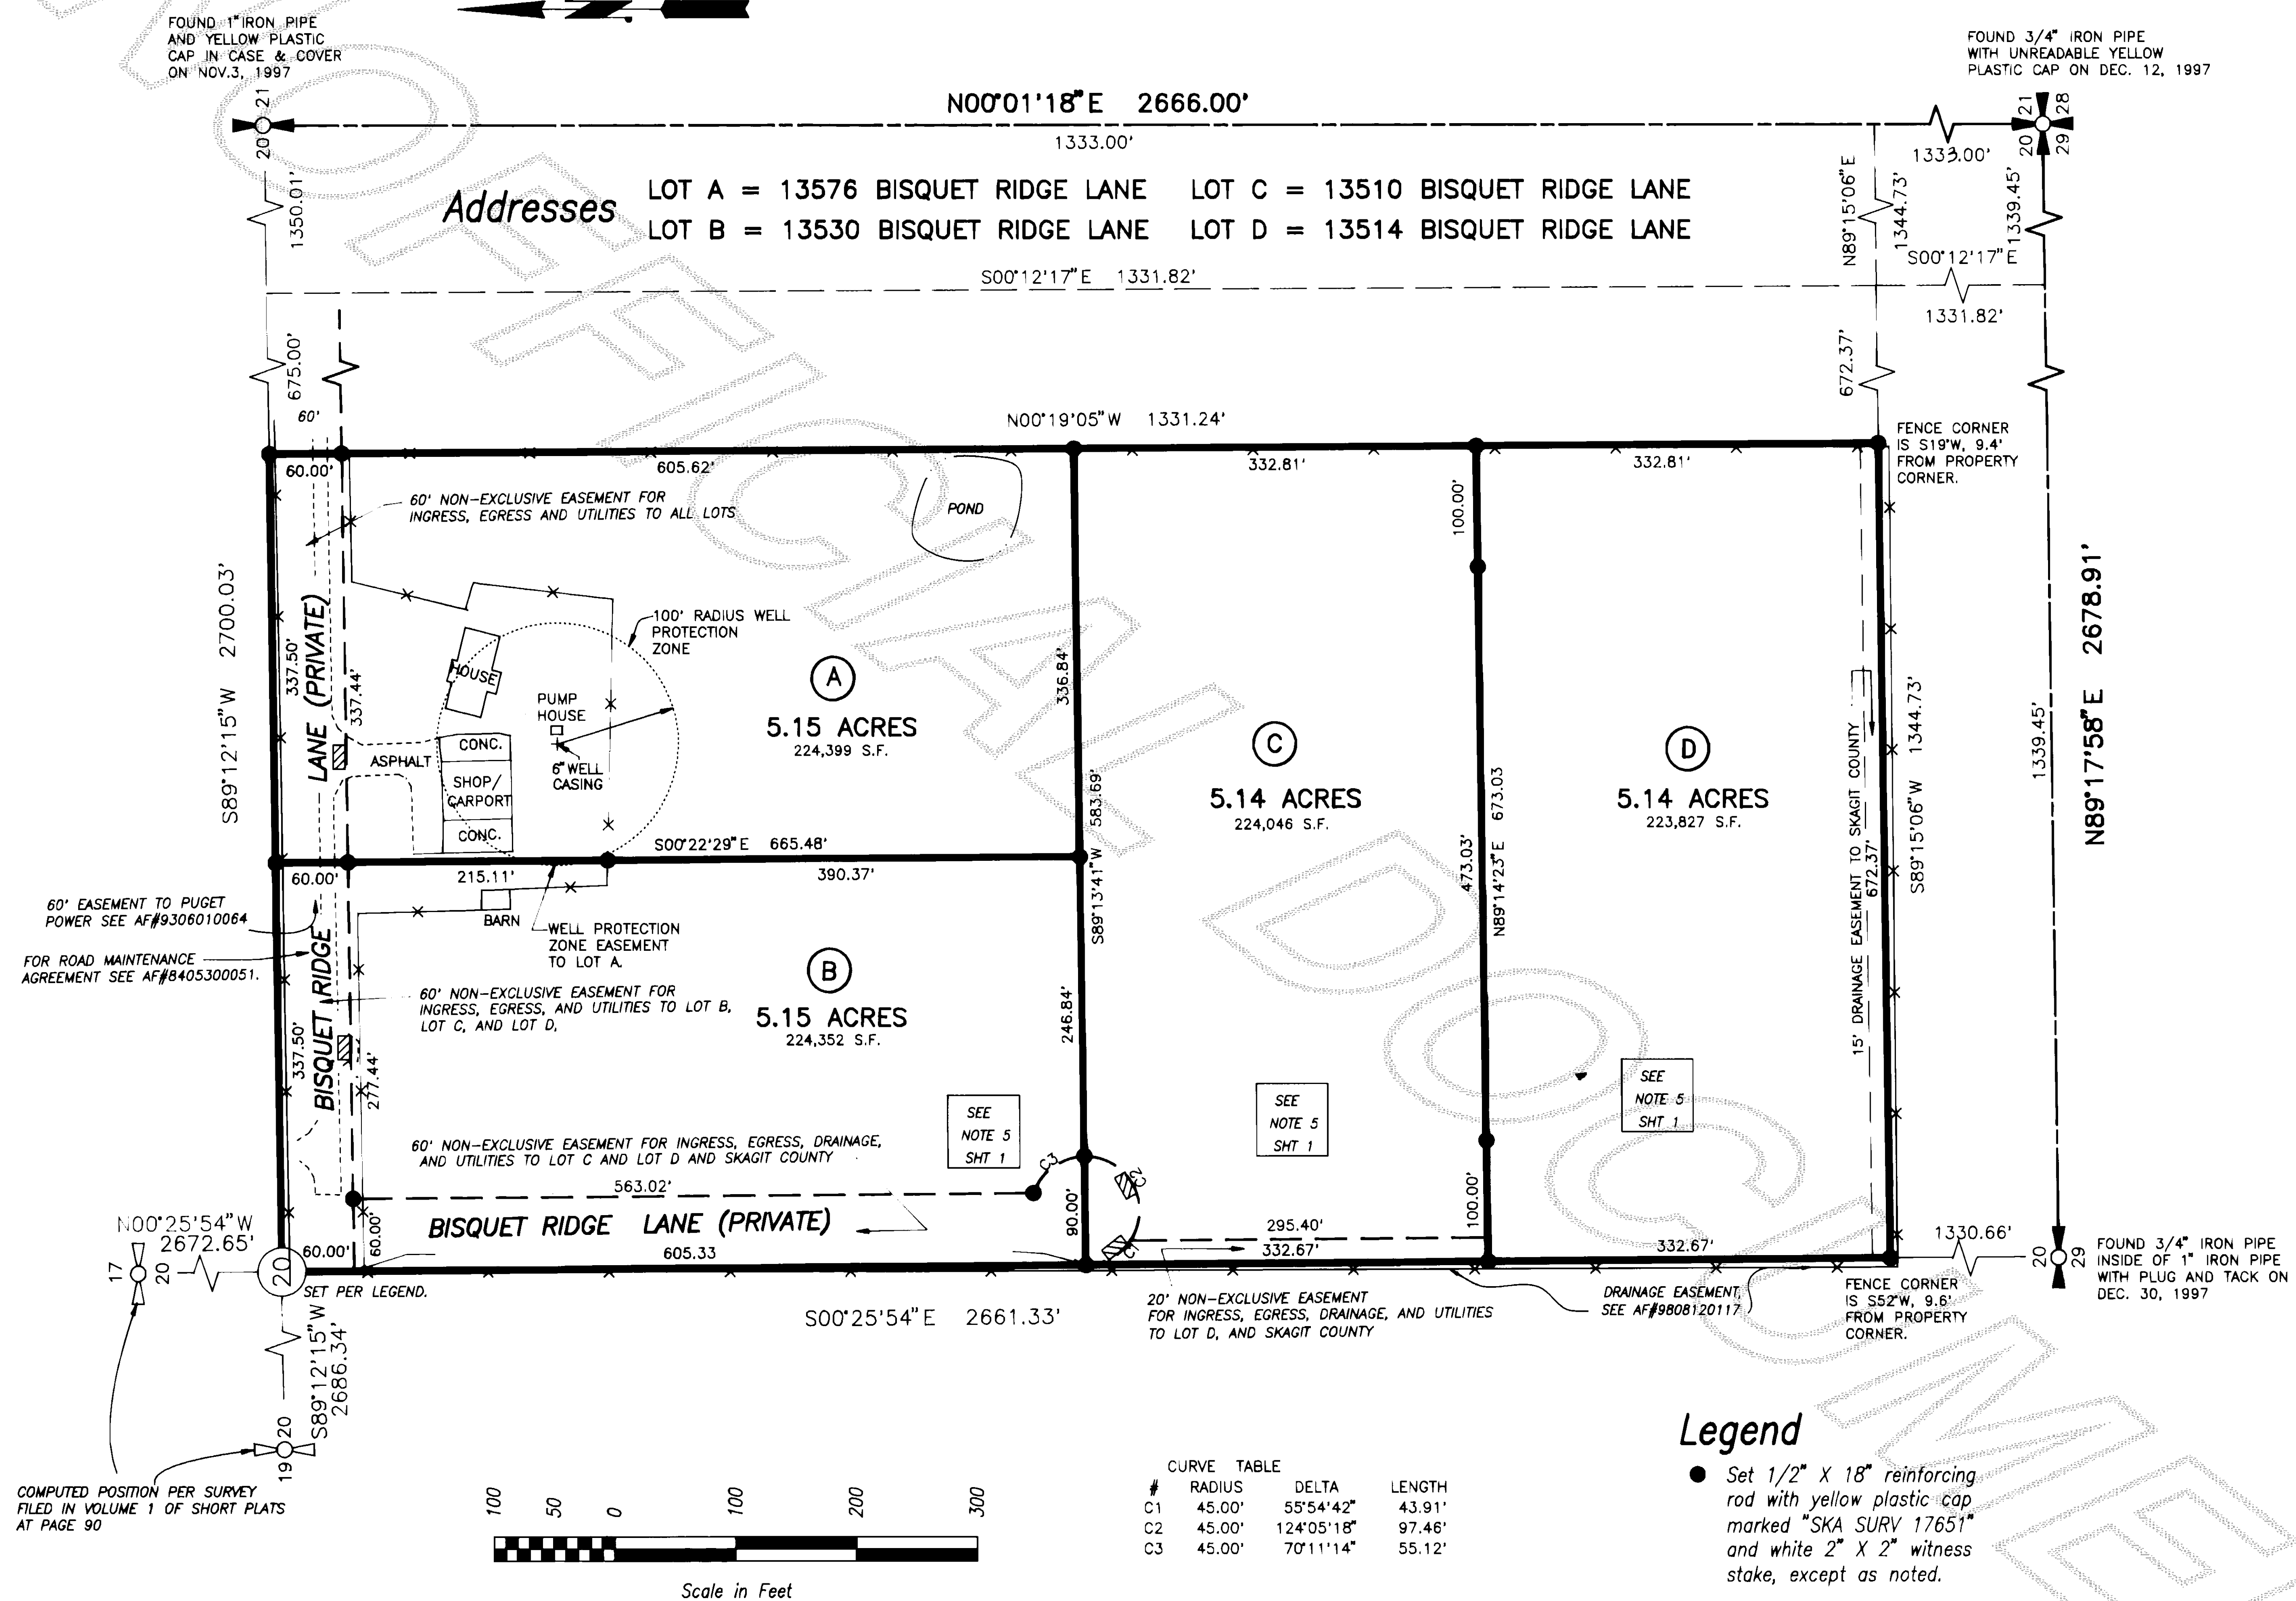 FOUND 1" IRON PIPE
AND YELLOW PLASTIC
CAP IN CASE & COVER
ON NOV.3, 1997
FOUND 3/4" IRON PIPE
WITH UNREADABLE YELLOW
PLASTIC CAP ON DEC. 12, 1997
N00°01'18"E 2666.00'
1333.00'
1333.00'
20 21
20 21
29 28
1350.01'
Addresses
LOT A = 13576 BISQUET RIDGE LANE LOT C = 13510 BISQUET RIDGE LANE
LOT B = 13530 BISQUET RIDGE LANE LOT D = 13514 BISQUET RIDGE LANE
N89°15'06"E
1344.73'
1339.45'
S00°12'17"E 1331.82'
S00°12'17"E
1331.82'
675.00'
672.37'
60'
N00°19'05"W 1331.24'
FENCE CORNER
IS S19°W, 9.4'
FROM PROPERTY
CORNER.
60.00'
605.62'
332.81'
332.81'
60' NON-EXCLUSIVE EASEMENT FOR
INGRESS, EGRESS AND UTILITIES TO ALL LOTS
POND
100.00'
S89°12'15"W 2700.03'
337.50'
LANE (PRIVATE)
337.44'
HOUSE
100' RADIUS WELL
PROTECTION
ZONE
PUMP
HOUSE
6" WELL
CASING
CONC.
ASPHALT
SHOP/
CARPORT
CONC.
A
5.15 ACRES
224,399 S.F.
336.84'
S89°13'41"W 583.69'
C
5.14 ACRES
224,046 S.F.
473.03'
N89°14'23"E 673.03
D
5.14 ACRES
223,827 S.F.
15' DRAINAGE EASEMENT TO SKAGIT COUNTY
672.37'
S89°15'06"W 1344.73'
1339.45'
N89°17'58"E 2678.91'
S00°22'29"E 665.48'
60.00'
215.11'
390.37'
60' EASEMENT TO PUGET
POWER SEE AF#9306010064
FOR ROAD MAINTENANCE
AGREEMENT SEE AF#8405300051.
BARN
WELL PROTECTION
ZONE EASEMENT
TO LOT A.
BISQUET RIDGE
60' NON-EXCLUSIVE EASEMENT FOR
INGRESS, EGRESS, AND UTILITIES TO LOT B,
LOT C, AND LOT D,
B
5.15 ACRES
224,352 S.F.
246.84'
337.50'
277.44'
SEE
NOTE 5
SHT 1
SEE
NOTE 5
SHT 1
SEE
NOTE 5
SHT 1
60' NON-EXCLUSIVE EASEMENT FOR INGRESS, EGRESS, DRAINAGE,
AND UTILITIES TO LOT C AND LOT D AND SKAGIT COUNTY
563.02'
C3
C2
C1
BISQUET RIDGE LANE (PRIVATE)
90.00'
100.00'
295.40'
60.00'
60.00'
605.33
332.67'
332.67'
1330.66'
N00°25'54"W
2672.65'
17
20
20
SET PER LEGEND.
S00°25'54"E 2661.33'
20' NON-EXCLUSIVE EASEMENT
FOR INGRESS, EGRESS, DRAINAGE, AND UTILITIES
TO LOT D, AND SKAGIT COUNTY
DRAINAGE EASEMENT,
SEE AF#9808120117
FENCE CORNER
IS S52°W, 9.6'
FROM PROPERTY
CORNER.
20
29
FOUND 3/4" IRON PIPE
INSIDE OF 1" IRON PIPE
WITH PLUG AND TACK ON
DEC. 30, 1997
S89°12'15"W
2686.34'
19 20
COMPUTED POSITION PER SURVEY
FILED IN VOLUME 1 OF SHORT PLATS
AT PAGE 90
100 50 0 100 200 300
Scale in Feet
CURVE TABLE
# RADIUS DELTA LENGTH
C1 45.00' 55°54'42" 43.91'
C2 45.00' 124°05'18" 97.46'
C3 45.00' 70°11'14" 55.12'
Legend
Set 1/2" X 18" reinforcing
rod with yellow plastic cap
marked "SKA SURV 17651"
and white 2" X 2" witness
stake, except as noted.